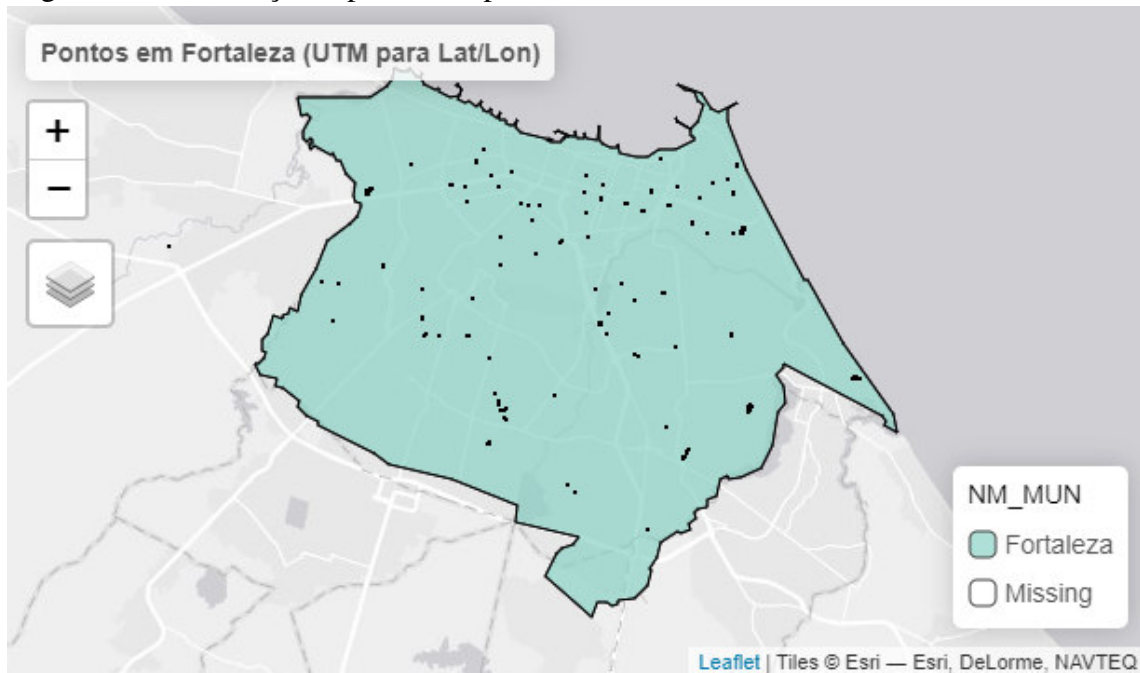 Pontos em Fortaleza (UTM para Lat/Lon)
+
−
NM_MUN
Fortaleza
Missing
Leaflet | Tiles © Esri — Esri, DeLorme, NAVTEQ